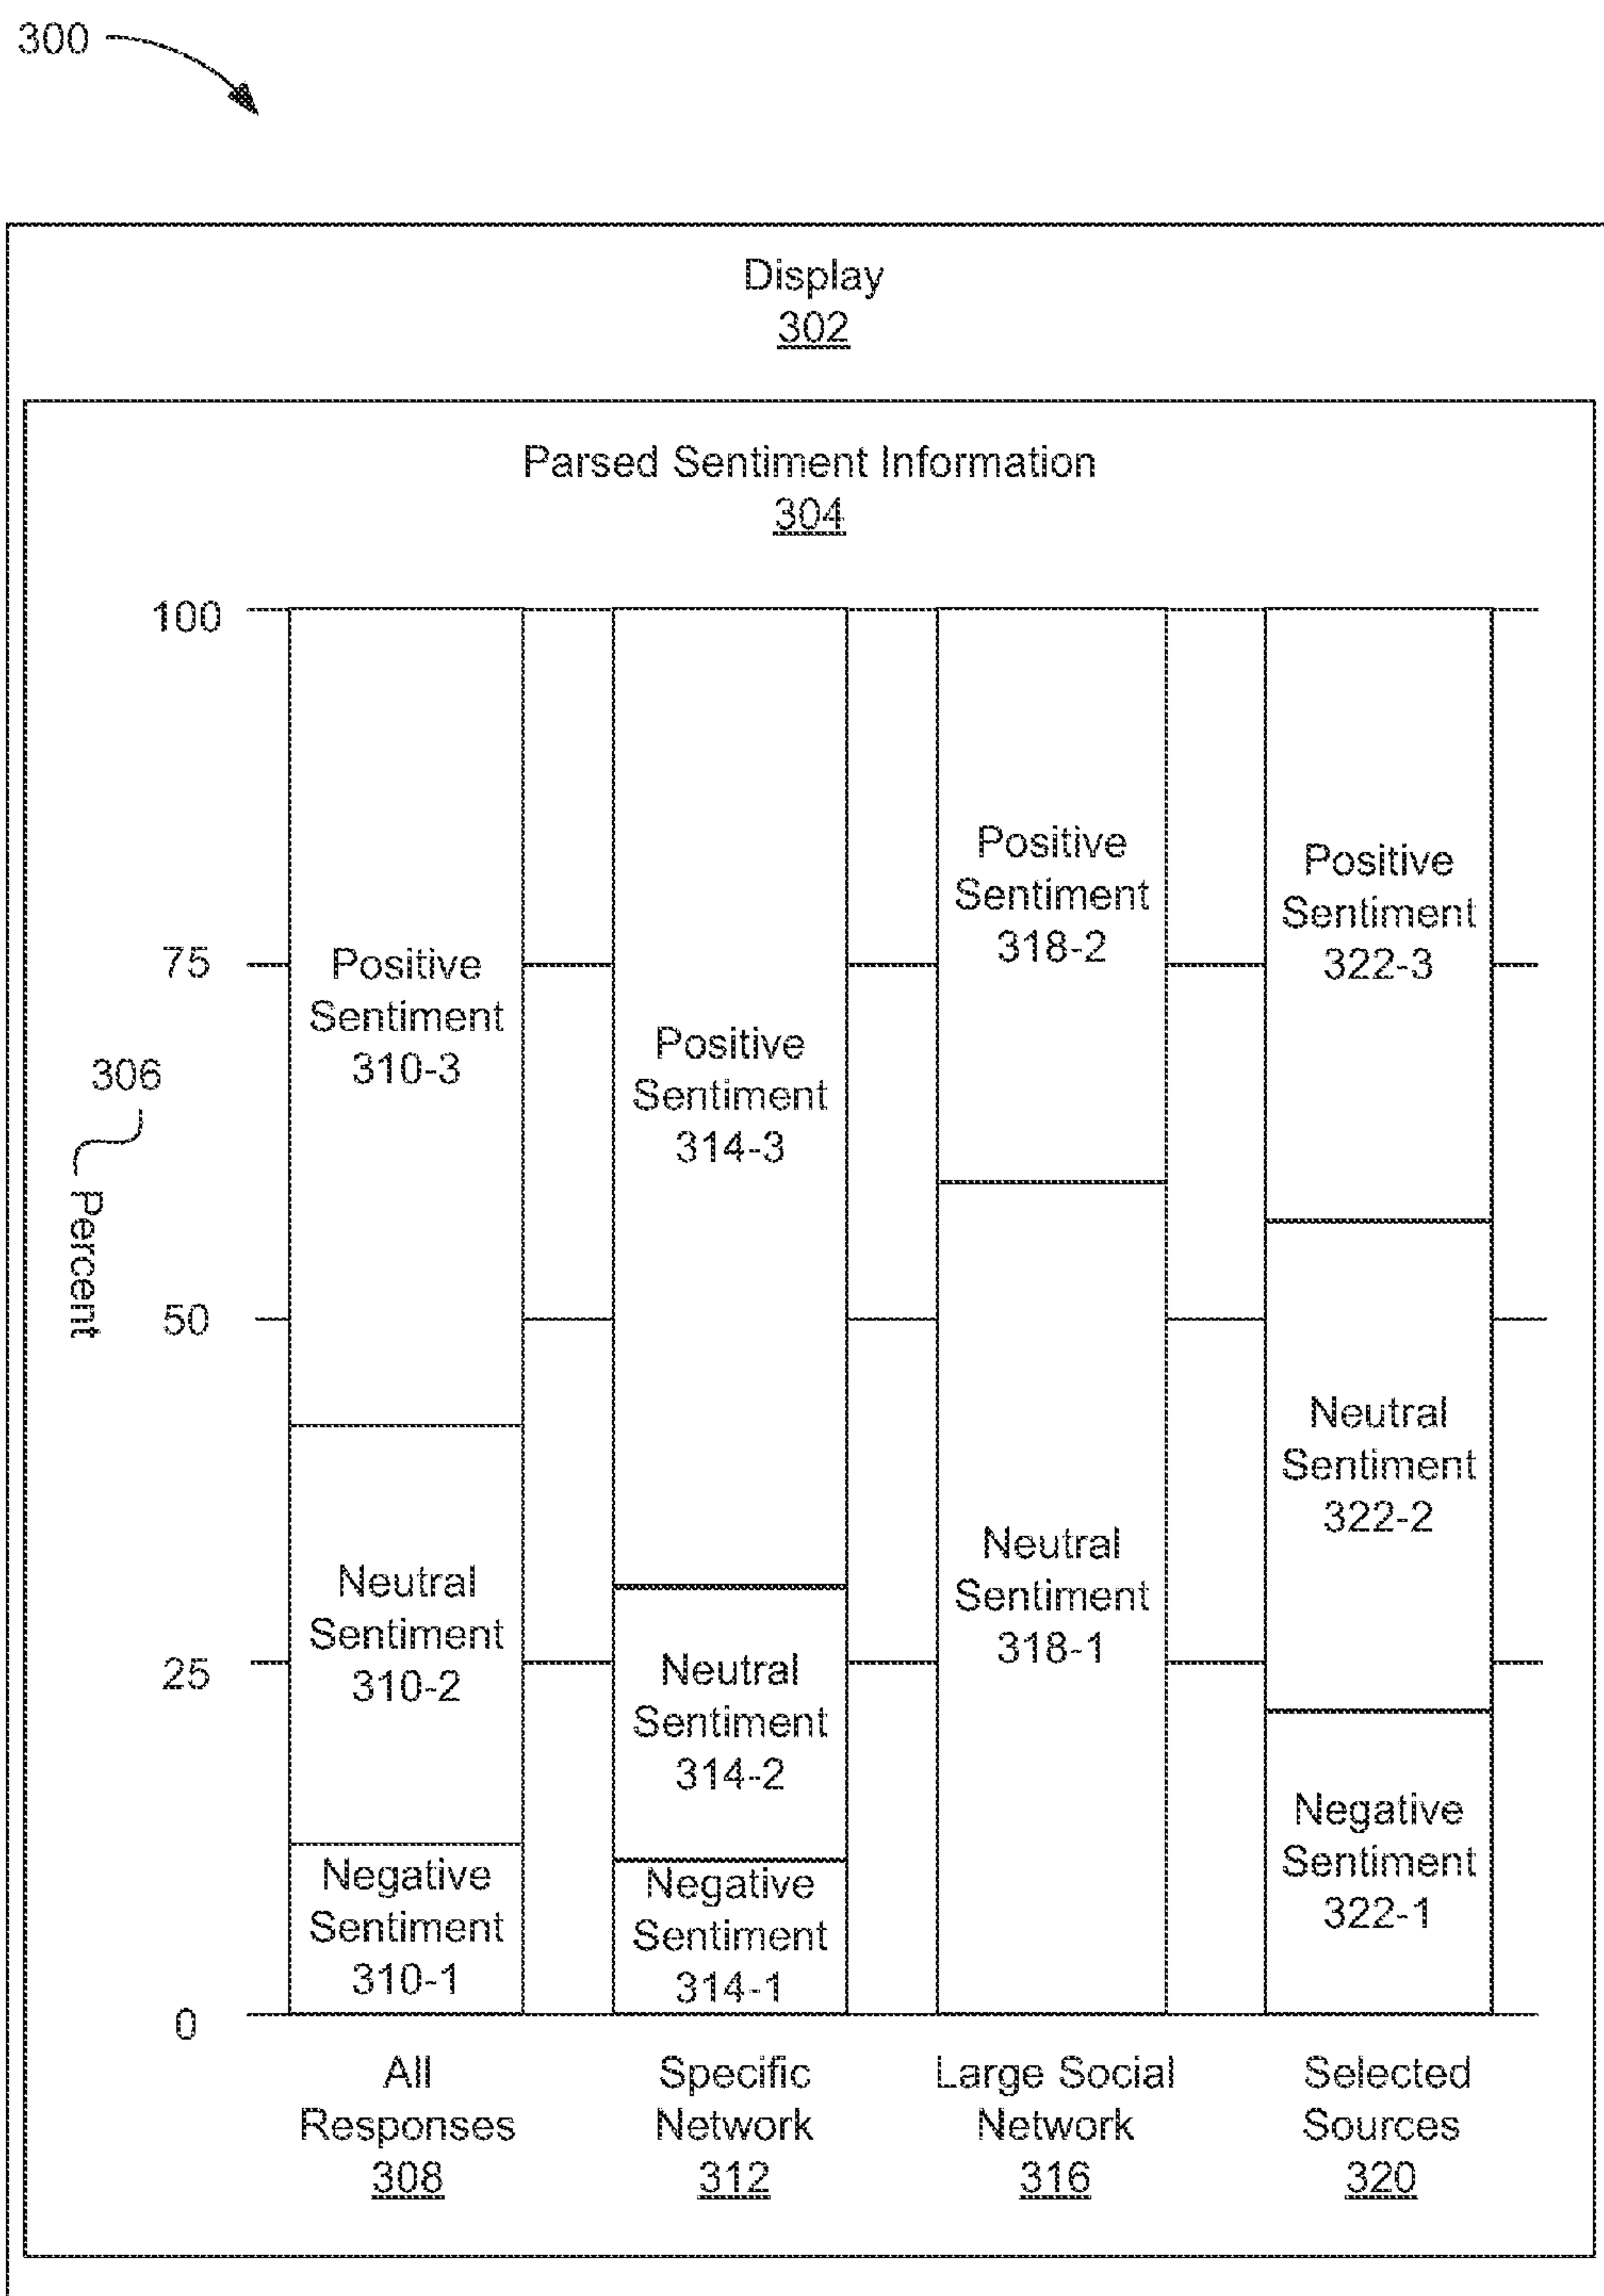 300
Display
302
Parsed Sentiment Information
304
100
75
50
25
0
306
Percent
Positive
Sentiment
310-3
Neutral
Sentiment
310-2
Negative
Sentiment
310-1
Positive
Sentiment
314-3
Neutral
Sentiment
314-2
Negative
Sentiment
314-1
Positive
Sentiment
318-2
Neutral
Sentiment
318-1
Positive
Sentiment
322-3
Neutral
Sentiment
322-2
Negative
Sentiment
322-1
All
Responses
308
Specific
Network
312
Large Social
Network
316
Selected
Sources
320